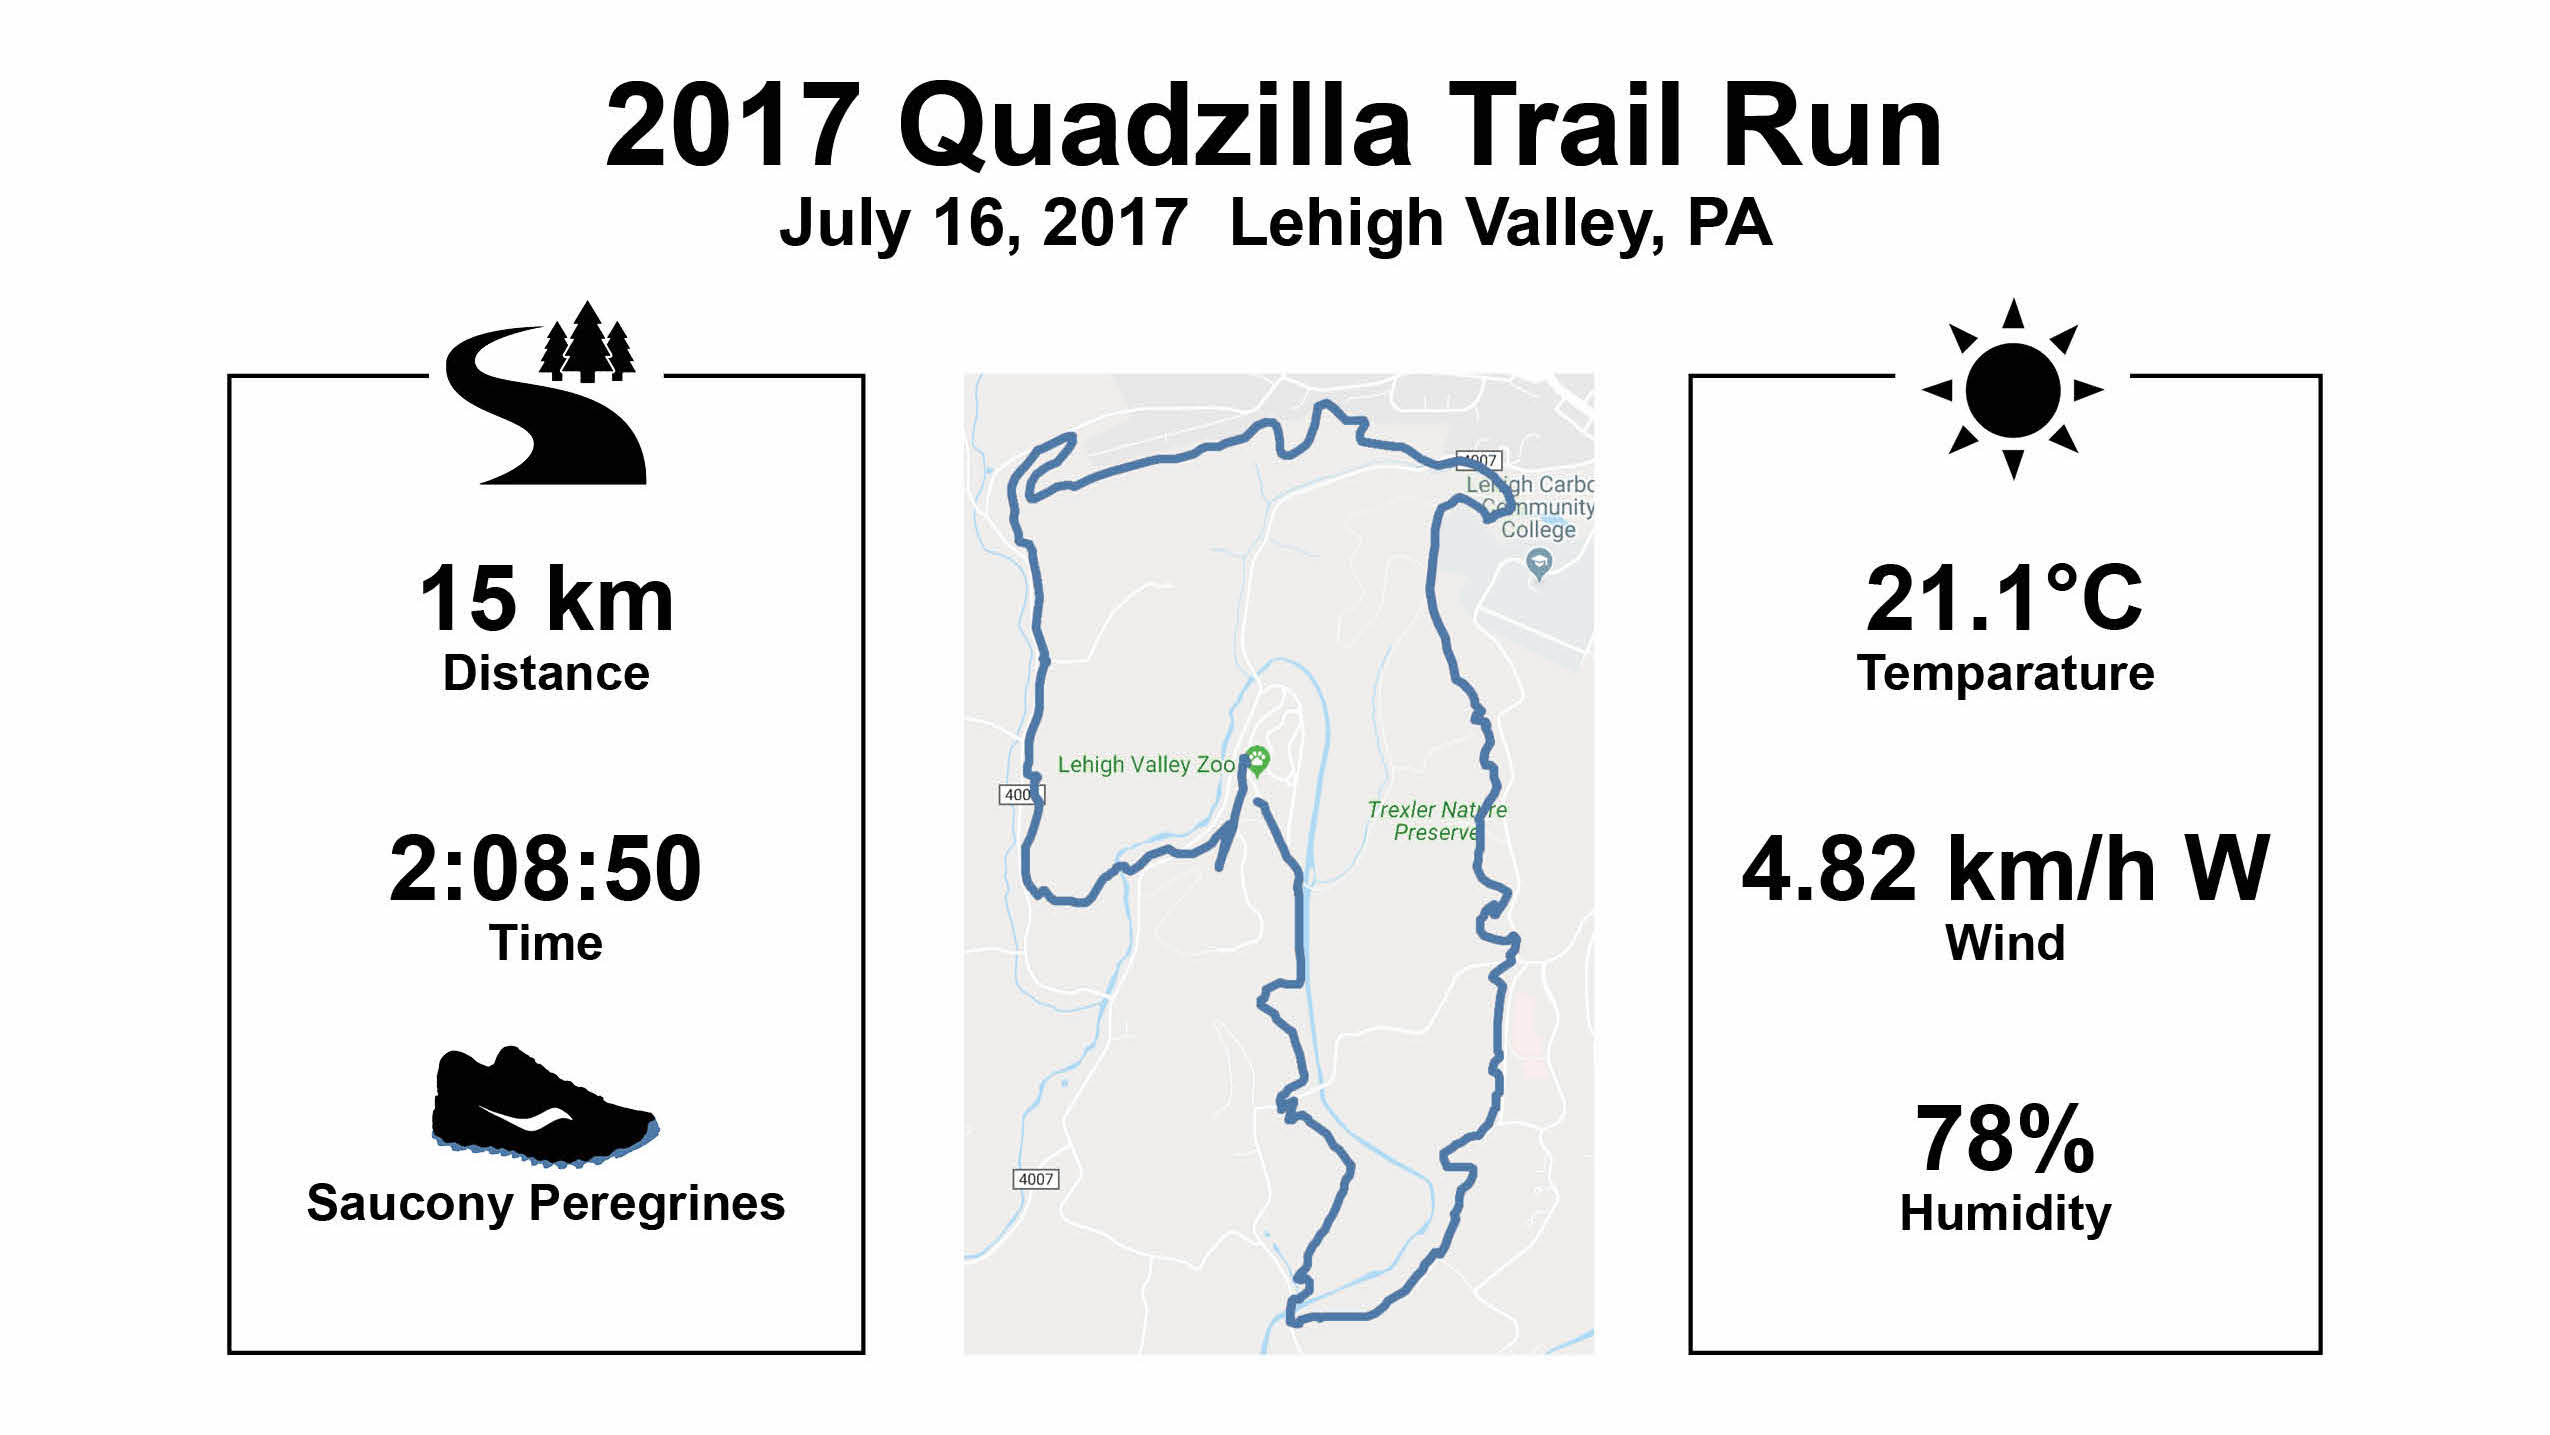 2017 Quadzilla Trail Run
July 16, 2017  Lehigh Valley, PA
15 km
Distance
2:08:50
Time
Saucony Peregrines
4007
Lehigh Carbo
Community
College
Lehigh Valley Zoo
400
Trexler Nature
Preserve
4007
21.1°C
Temparature
4.82 km/h W
Wind
78%
Humidity